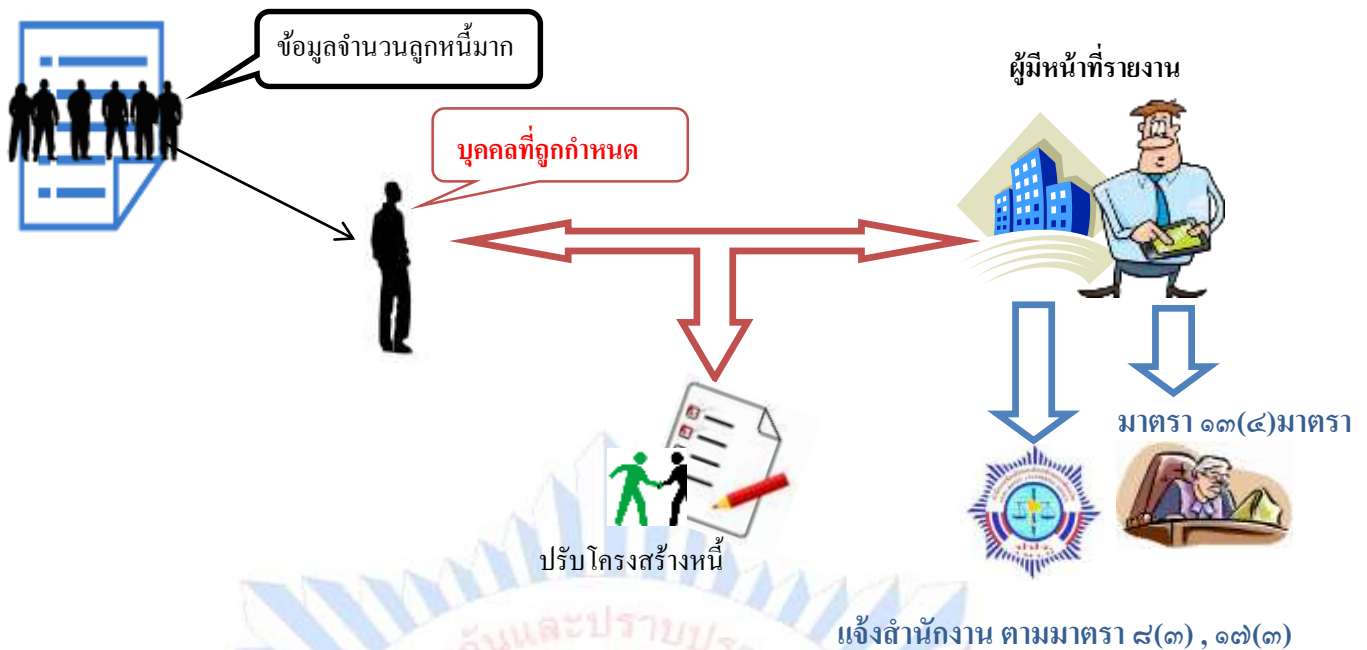 ข้อมูลจำนวนลูกหนี้มาก
ผู้มีหน้าที่รายงาน
บุคคลที่ถูกกำหนด
มาตรา ๑๓(๔)มาตรา
ปรับโครงสร้างหนี้
แจ้งสำนักงาน ตามมาตรา ๘(๓) , ๑๗(๓)